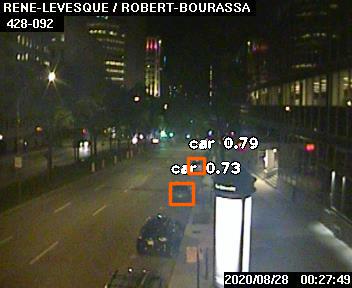 RENE-LEVESQUE / ROBERT-BOURASSA
428-092
car 0.79
car 0.73
2020/08/28 00:27:49